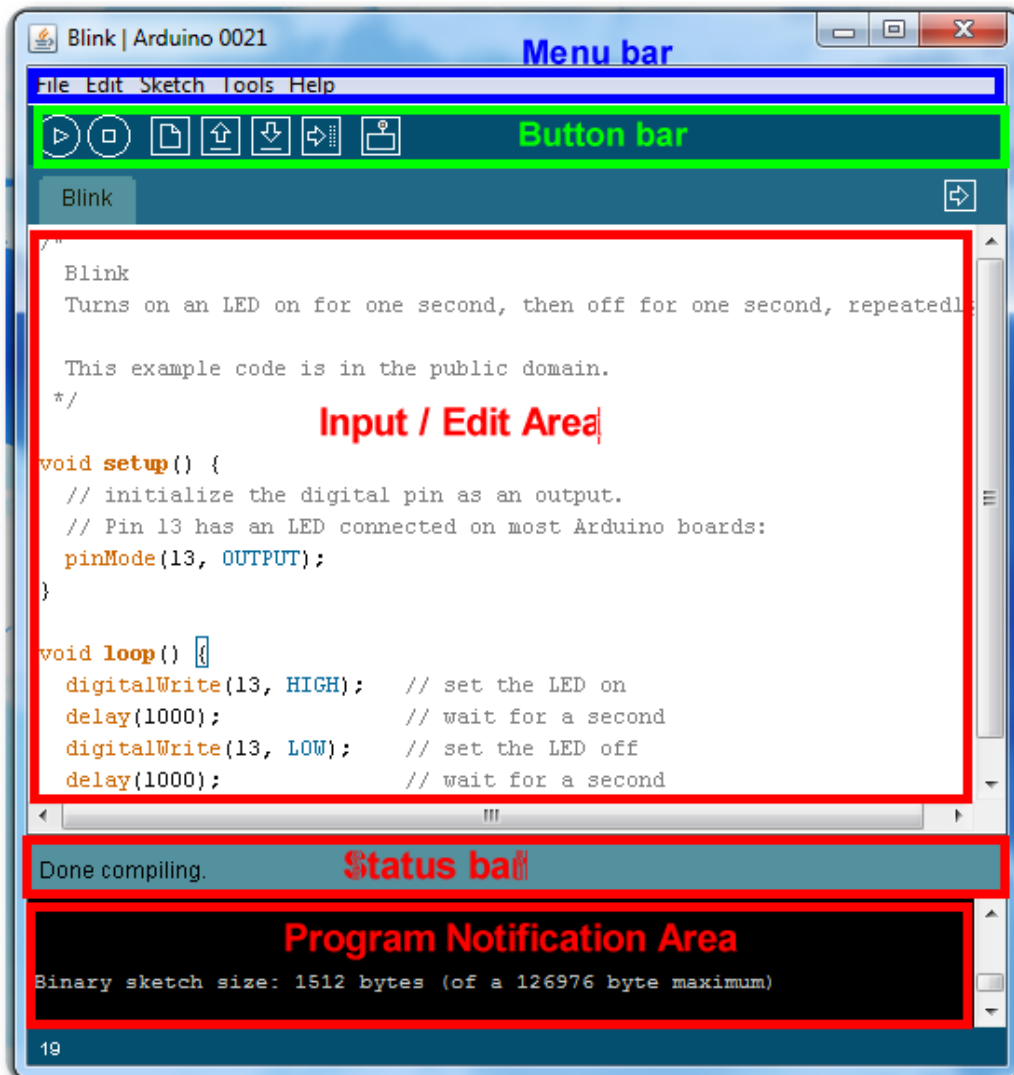 Blink | Arduino 0021
Menu bar
File Edit Sketch Tools Help
Button bar
Blink
/*
Blink
Turns on an LED on for one second, then off for one second, repeatedly
This example code is in the public domain.
*/
Input / Edit Area
void setup() {
// initialize the digital pin as an output.
// Pin 13 has an LED connected on most Arduino boards:
pinMode(13, OUTPUT);
}
void loop() {
digitalWrite(13, HIGH); // set the LED on
delay(1000); // wait for a second
digitalWrite(13, LOW); // set the LED off
delay(1000); // wait for a second
Done compiling.
Status bar
Program Notification Area
Binary sketch size: 1512 bytes (of a 126976 byte maximum)
19